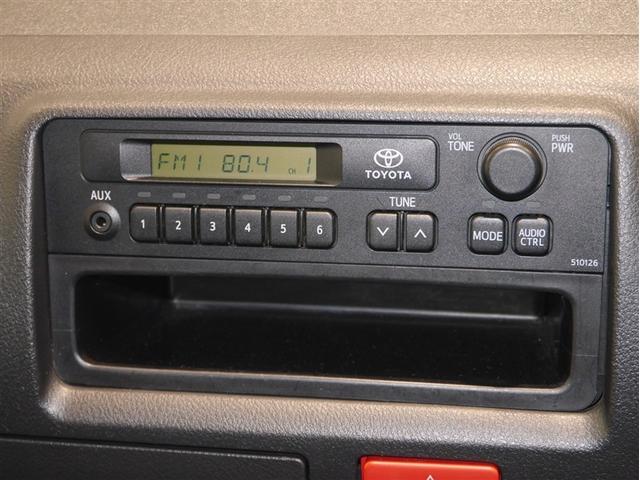 VOL
TONE
PUSH
PWR
FM1 80.4 CH 1
TOYOTA
AUX
TUNE
1 2 3 4 5 6
MODE
AUDIO
CTRL
510126